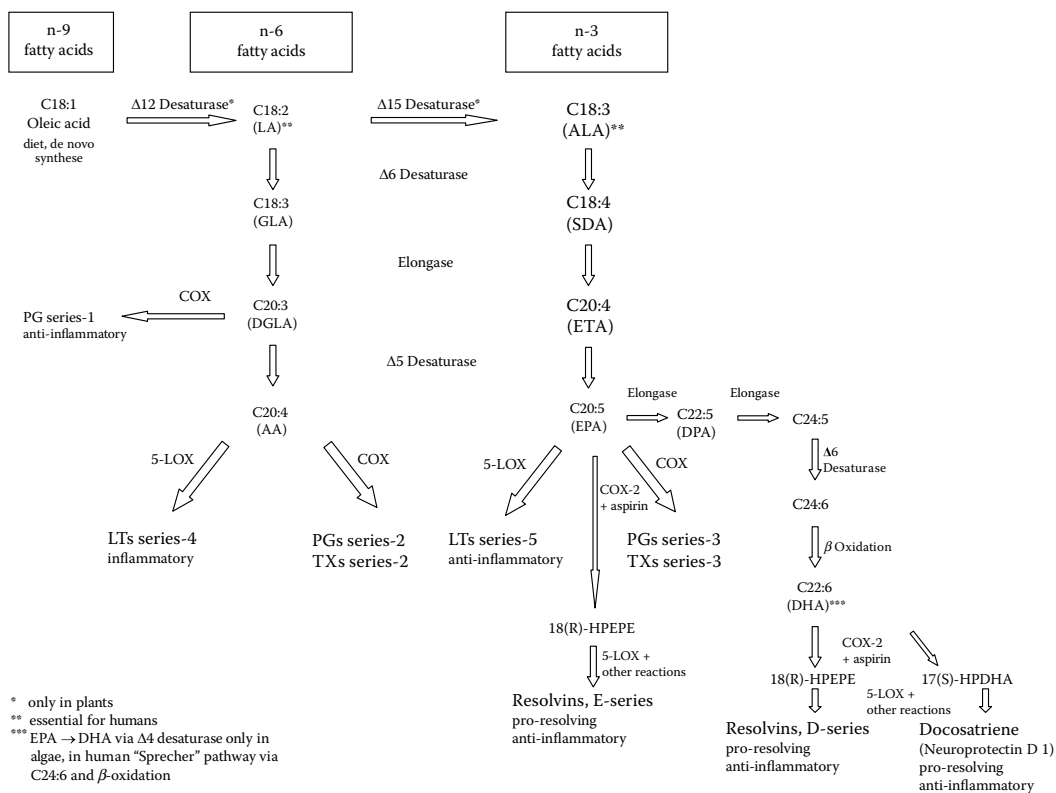 n-9
fatty acids
n-6
fatty acids
n-3
fatty acids
C18:1
Oleic acid
diet, de novo
synthese
Δ12 Desaturase*
C18:2
(LA)**
Δ15 Desaturase*
C18:3
(ALA)**
Δ6 Desaturase
C18:3
(GLA)
C18:4
(SDA)
Elongase
COX
PG series-1
anti-inflammatory
C20:3
(DGLA)
C20:4
(ETA)
Δ5 Desaturase
C20:4
(AA)
C20:5
(EPA)
Elongase
C22:5
(DPA)
Elongase
C24:5
5-LOX
COX
5-LOX
COX-2
+ aspirin
COX
Δ6
Desaturase
C24:6
LTs series-4
inflammatory
PGs series-2
TXs series-2
LTs series-5
anti-inflammatory
PGs series-3
TXs series-3
β Oxidation
C22:6
(DHA)***
18(R)-HPEPE
5-LOX +
other reactions
Resolvins, E-series
pro-resolving
anti-inflammatory
COX-2
+ aspirin
18(R)-HPEPE
17(S)-HPDHA
5-LOX +
other reactions
Resolvins, D-series
pro-resolving
anti-inflammatory
Docosatriene
(Neuroprotectin D 1)
pro-resolving
anti-inflammatory
* only in plants
** essential for humans
*** EPA → DHA via Δ4 desaturase only in
algae, in human “Sprecher” pathway via
C24:6 and β-oxidation